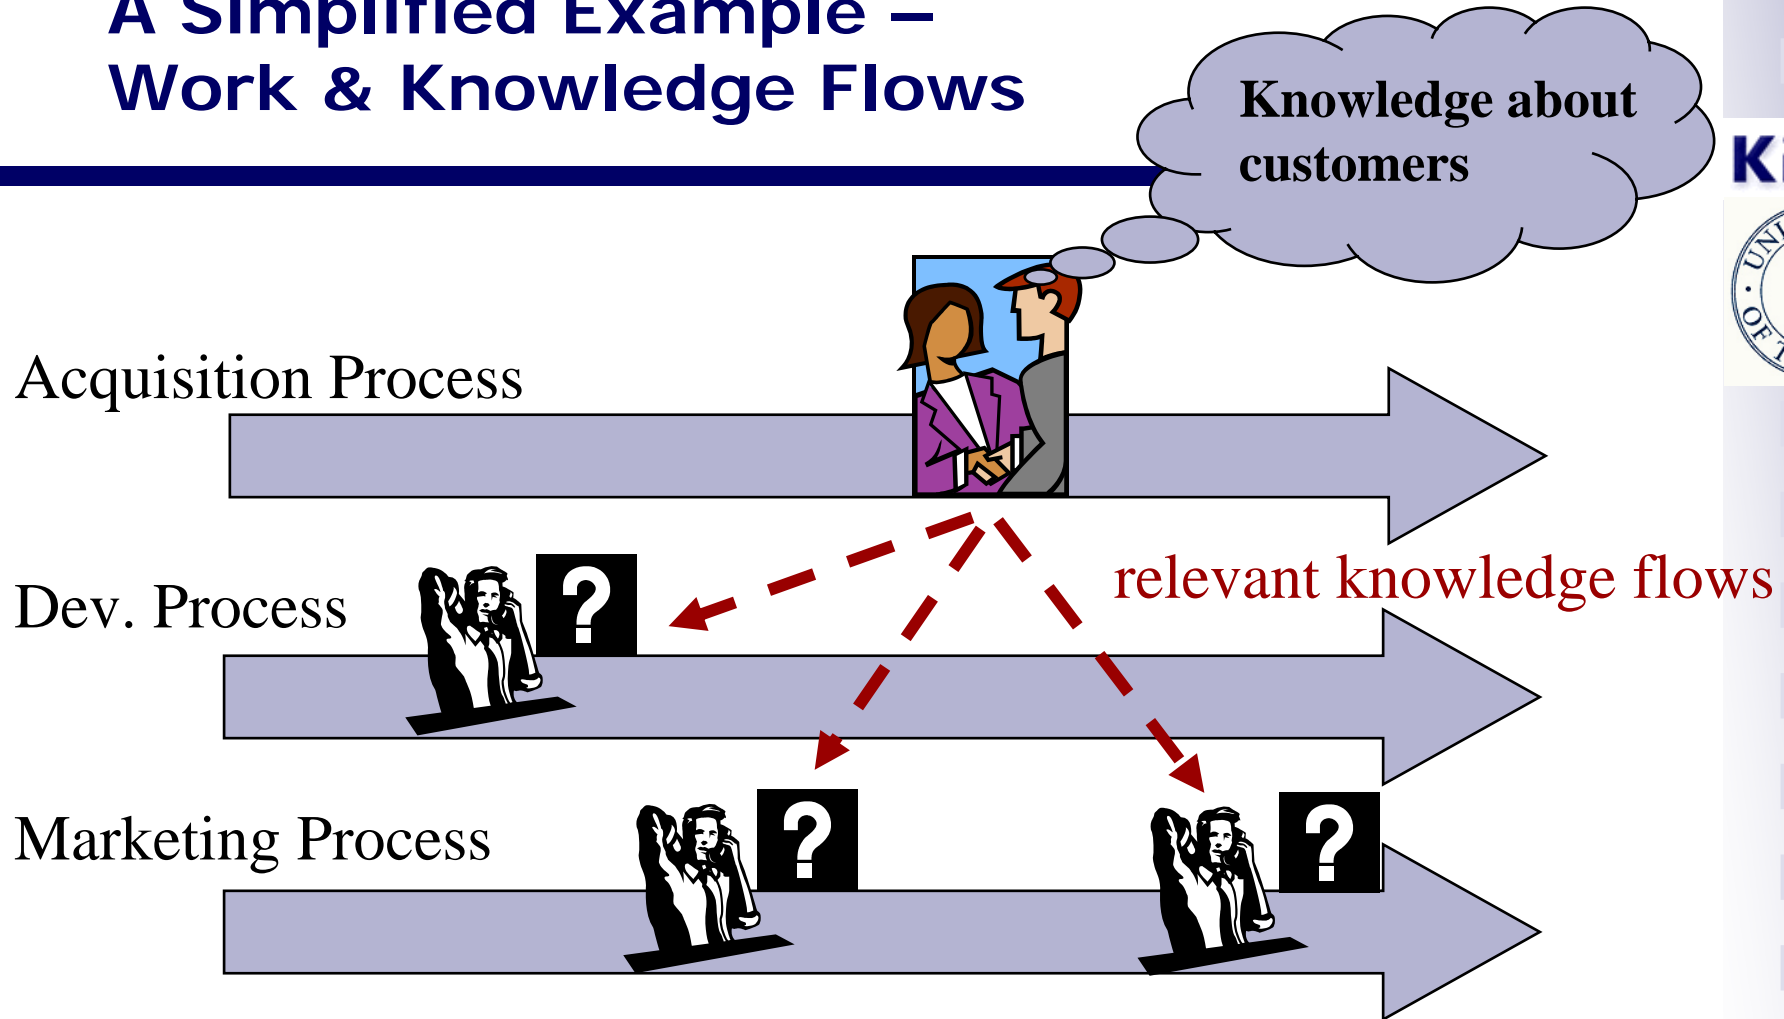 A Simplified Example –
Work & Knowledge Flows
Knowledge about
customers
Acquisition Process
relevant knowledge flows
Dev. Process
?
Marketing Process
?
?